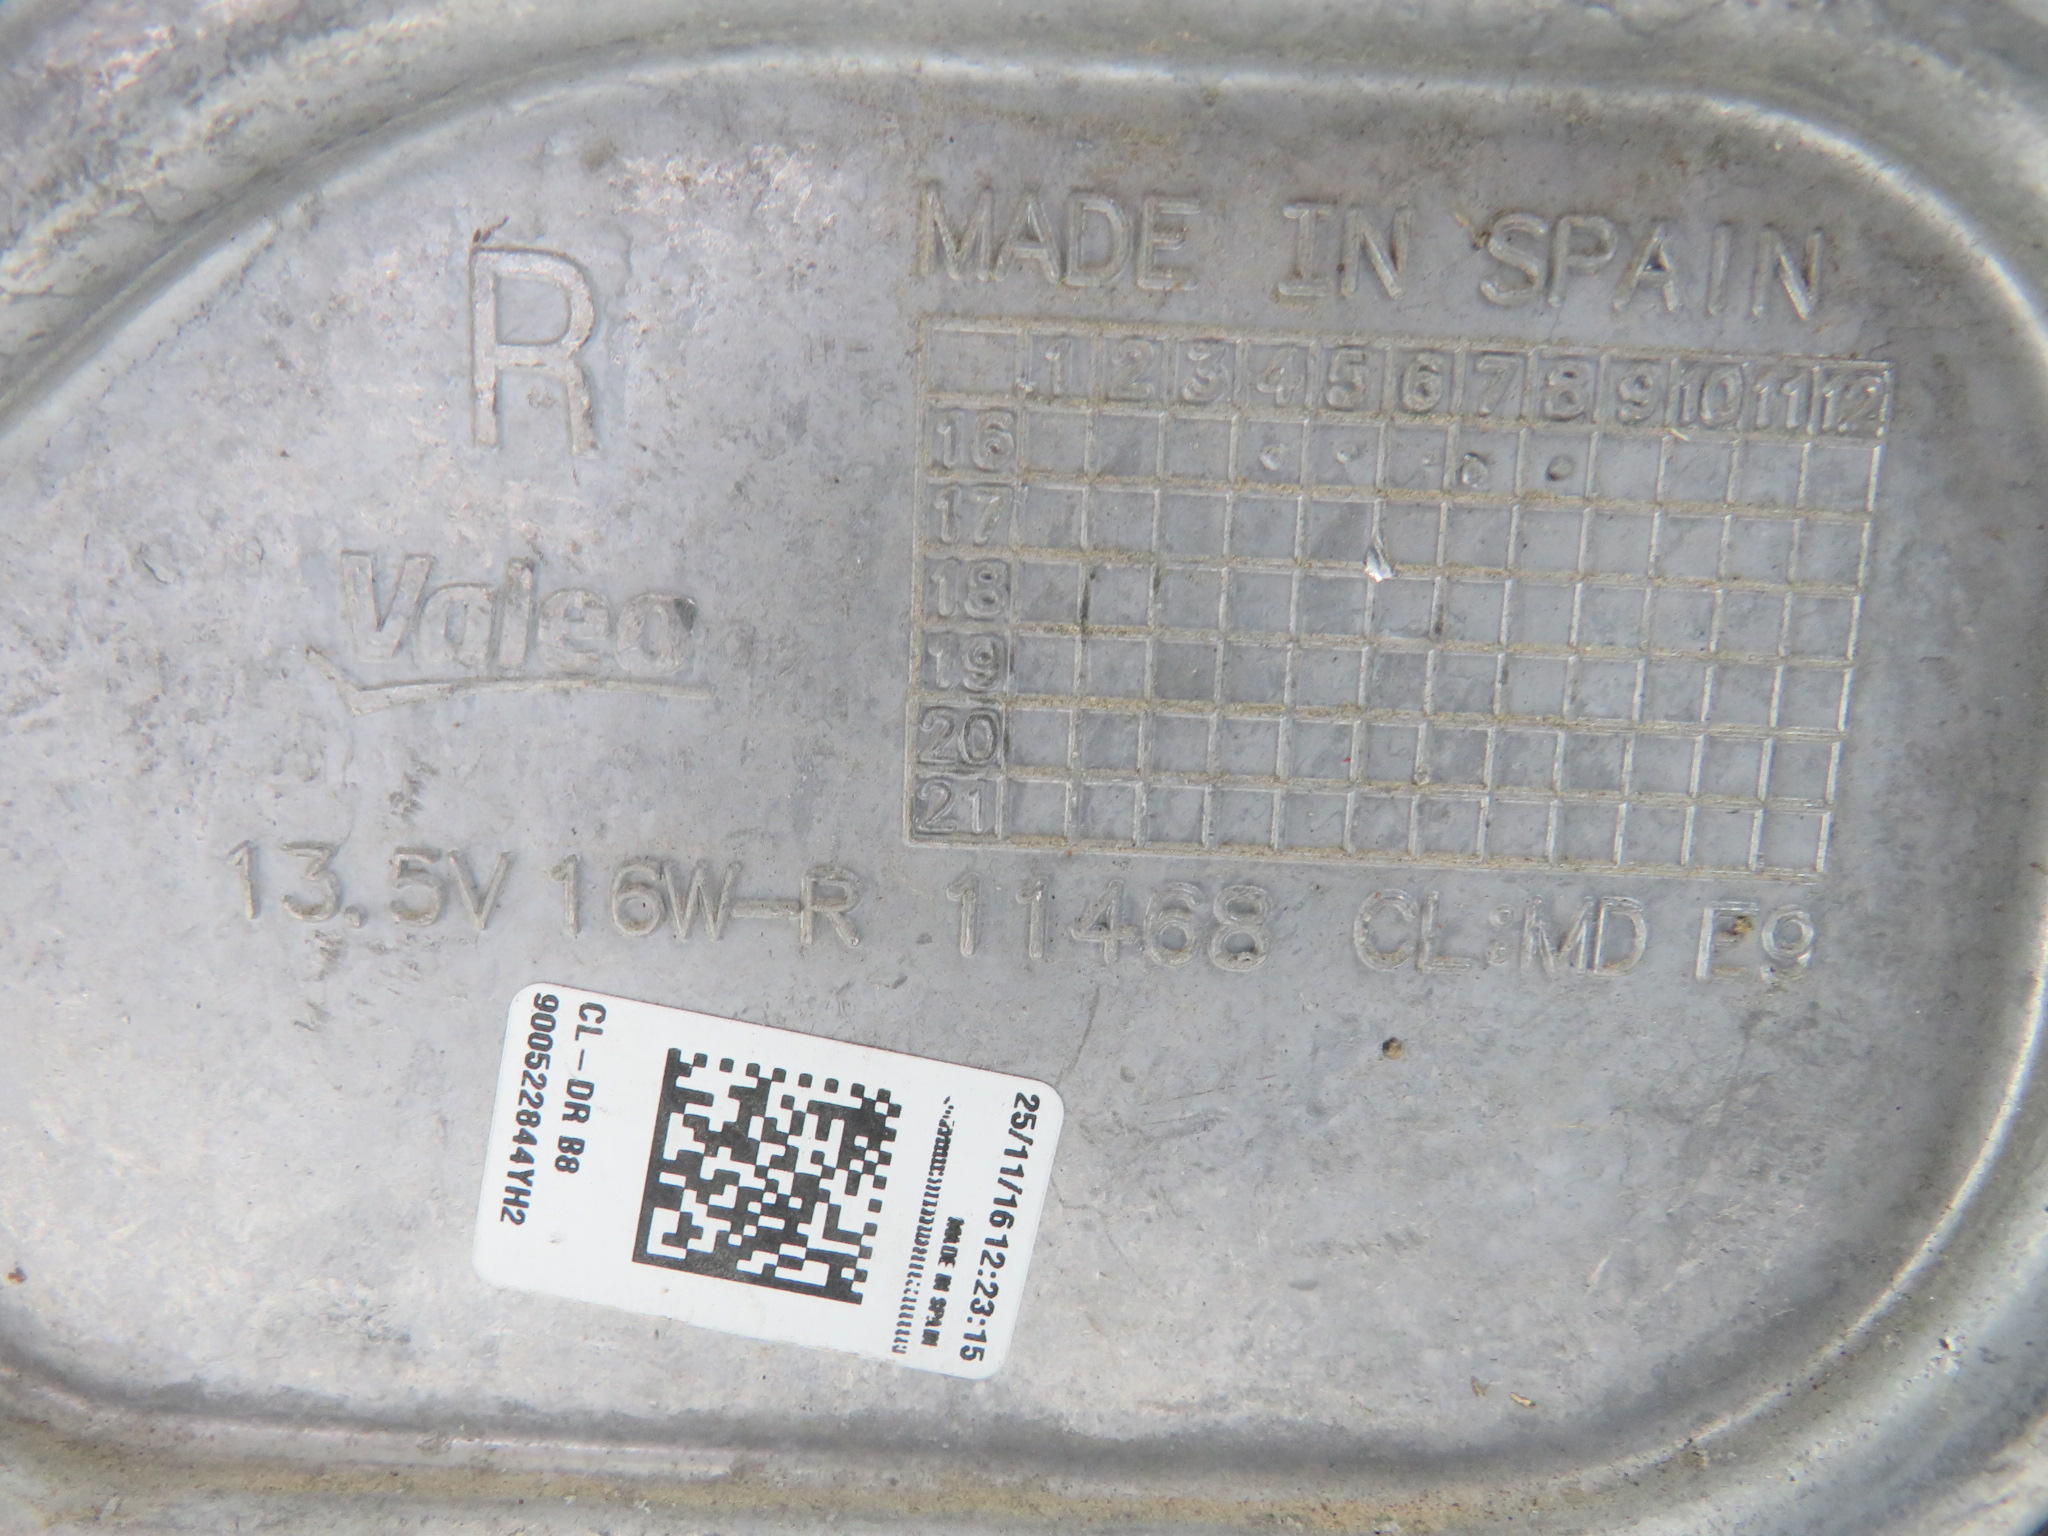 R
Valeo
MADE IN SPAIN
1 2 3 4 5 6 7 8 9 10 11 12
16
17
18
19
20
21
13.5V 16W-R 11468 CL:MD E9
25/11/16 12:23:15
MADE IN SPAIN
CL-DR B8
9005222844YH2